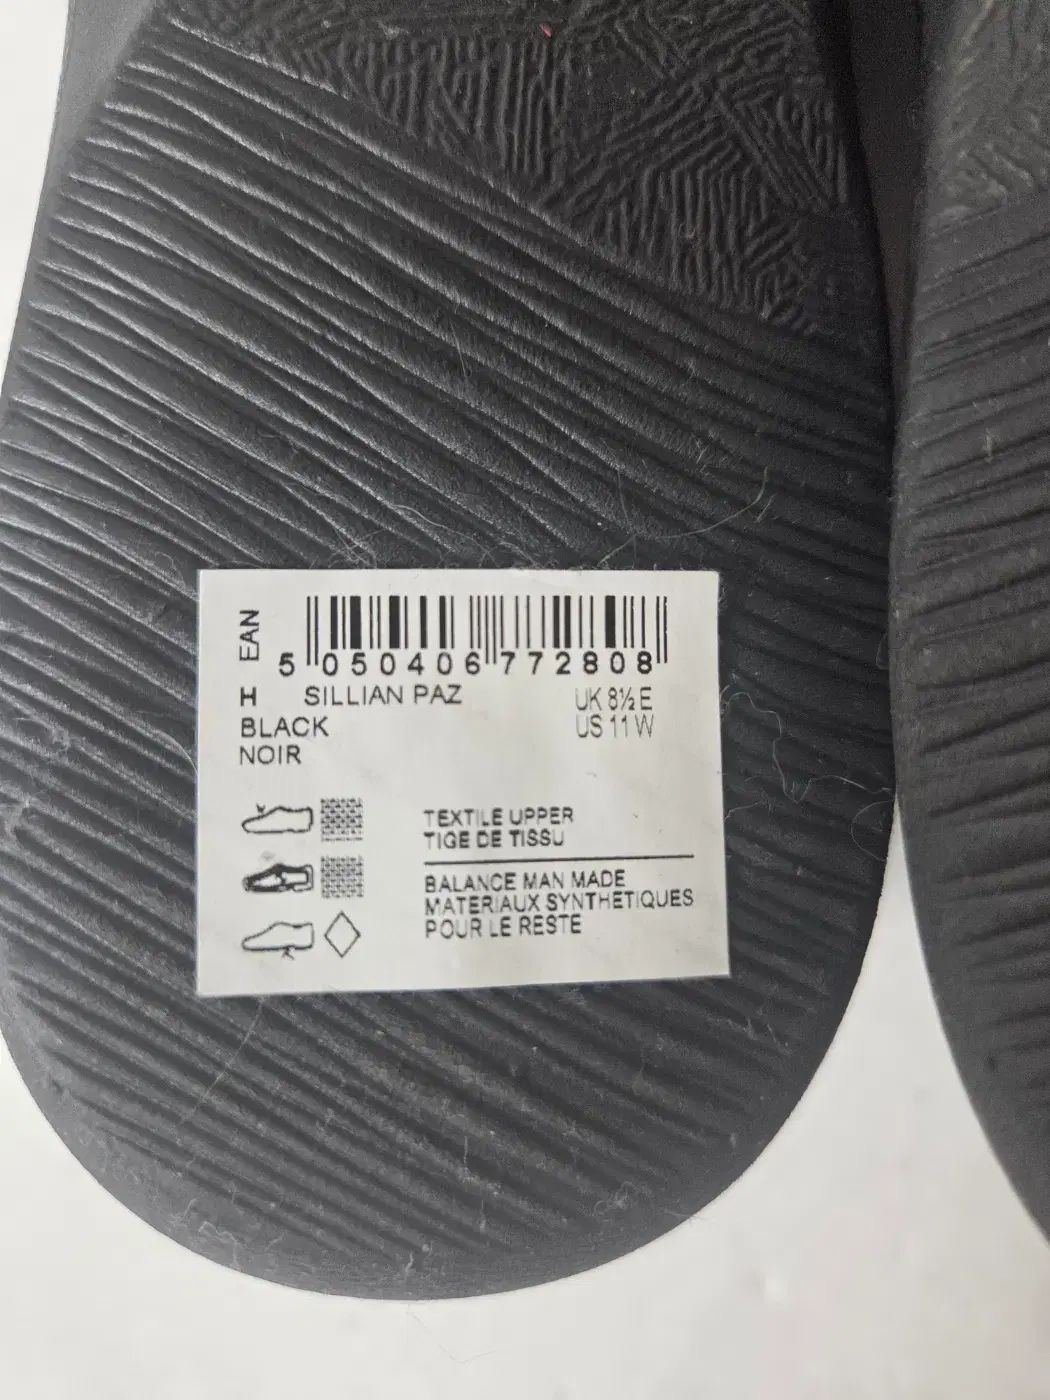 EAN
5 050406 772808
H SILLIAN PAZ UK 8½ E
BLACK US 11 W
NOIR
TEXTILE UPPER
TIGE DE TISSU
BALANCE MAN MADE
MATERIAUX SYNTHETIQUES
POUR LE RESTE